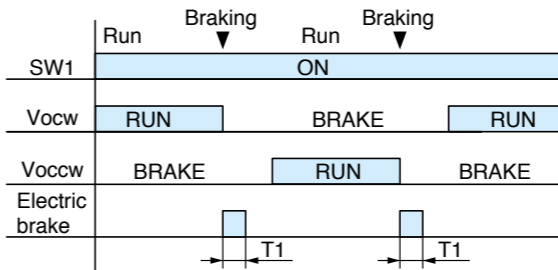 Braking Braking
Run Run
SW1 ON
Vocw RUN BRAKE RUN
Voccw BRAKE RUN BRAKE
Electric
brake
T1 T1